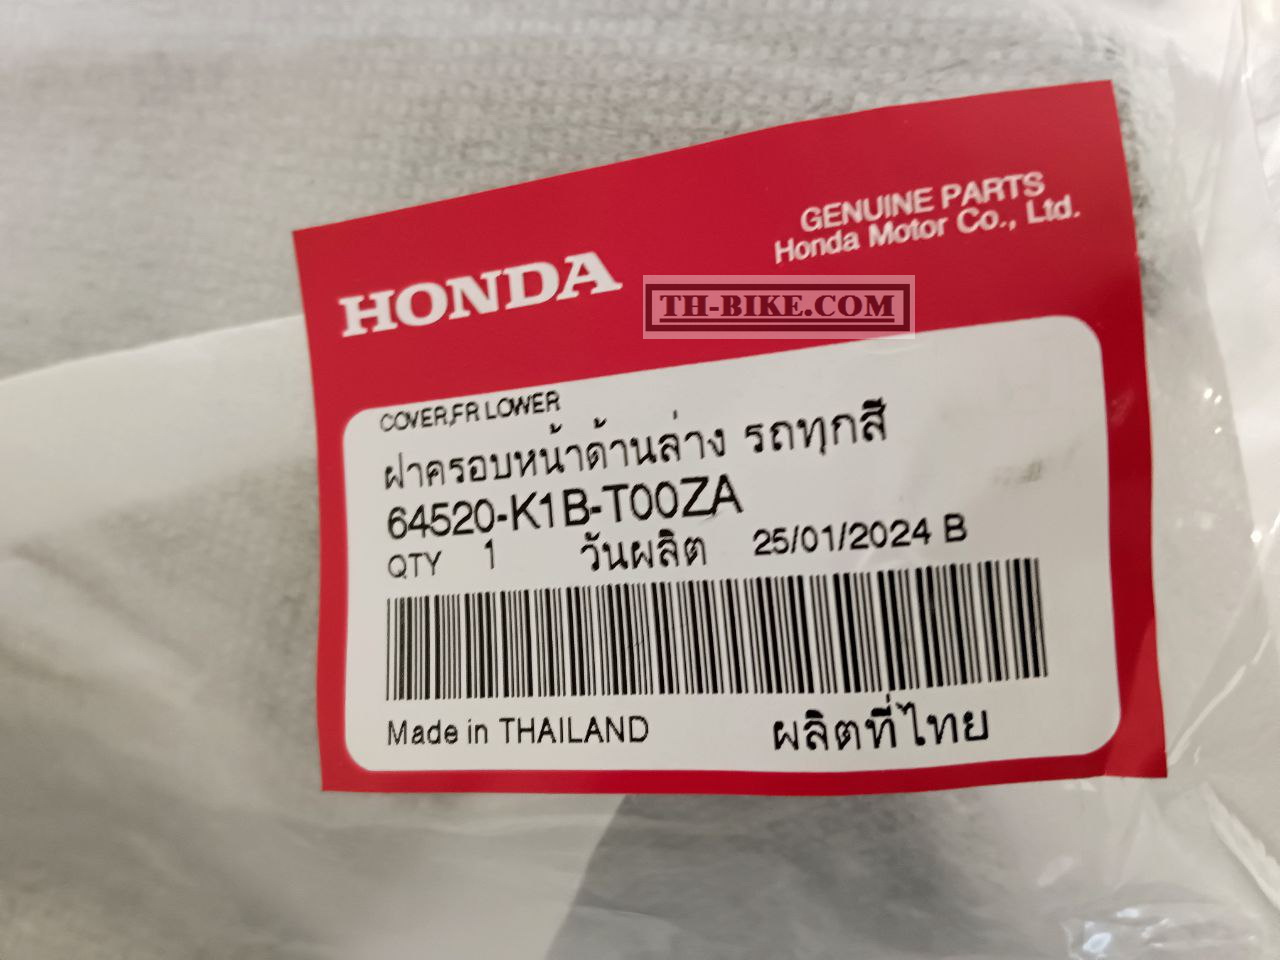 GENUINE PARTS
Honda Motor Co., Ltd.
HONDA
TH-BIKE.COM
COVER,FR LOWER
ฝาครอบหน้าด้านล่าง รถทุกสี
64520-K1B-T00ZA
QTY 1 วันผลิต 25/01/2024 B
Made in THAILAND ผลิตที่ไทย